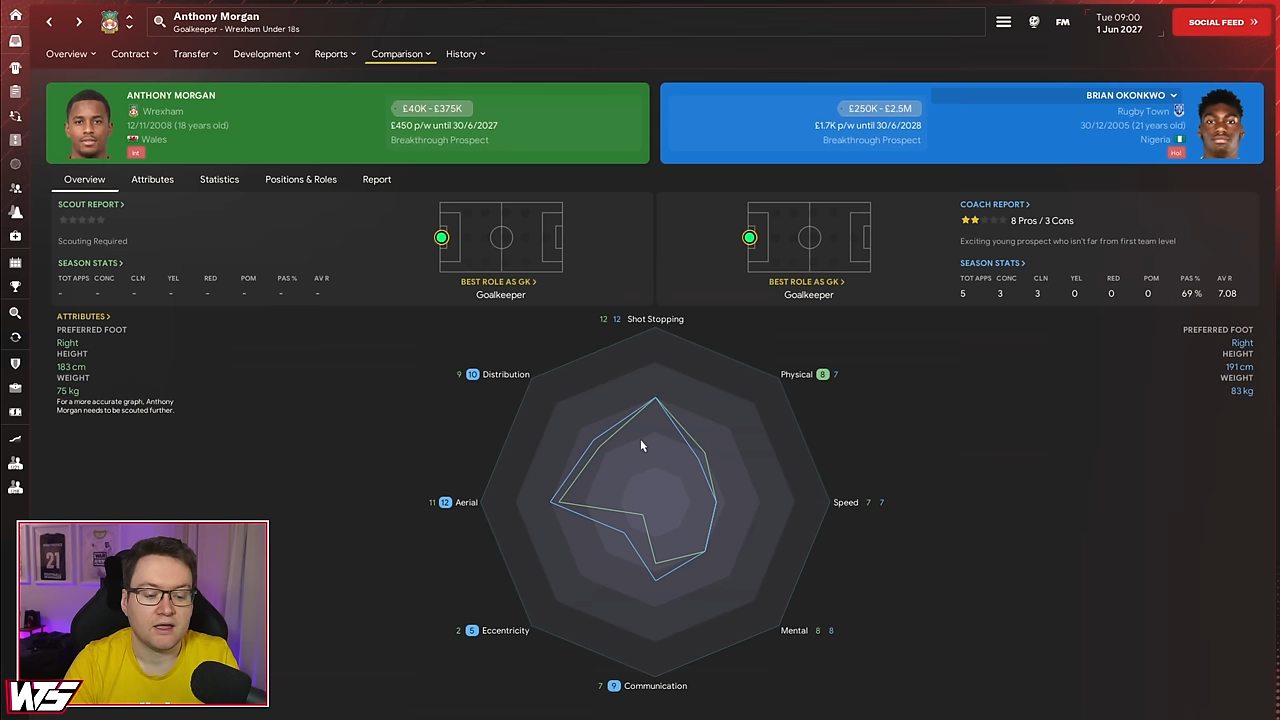 Anthony Morgan
Goalkeeper - Wrexham Under 18s
FM
Tue 09:00
1 Jun 2027
SOCIAL FEED
Overview
Contract
Transfer
Development
Reports
Comparison
History
ANTHONY MORGAN
Wrexham
12/11/2008 (18 years old)
Wales
Int
£40K - £375K
£450 p/w until 30/6/2027
Breakthrough Prospect
£250K - £2.5M
£1.7K p/w until 30/6/2028
Breakthrough Prospect
BRIAN OKONKWO
Rugby Town
30/12/2005 (21 years old)
Nigeria
Hol
Overview
Attributes
Statistics
Positions & Roles
Report
SCOUT REPORT >
Scouting Required
SEASON STATS >
TOT APPS CONC CLN YEL RED POM PAS % AV R
- - - - - - - -
BEST ROLE AS GK >
Goalkeeper
BEST ROLE AS GK >
Goalkeeper
COACH REPORT >
8 Pros / 3 Cons
Exciting young prospect who isn't far from first team level
SEASON STATS >
TOT APPS CONC CLN YEL RED POM PAS % AV R
5 3 3 0 0 0 69 % 7.08
ATTRIBUTES >
PREFERRED FOOT
Right
HEIGHT
183 cm
WEIGHT
75 kg
For a more accurate graph, Anthony
Morgan needs to be scouted further.
12 12 Shot Stopping
9 10 Distribution
Physical 8 7
11 12 Aerial
Speed 7 7
2 5 Eccentricity
Mental 8 8
7 9 Communication
PREFERRED FOOT
Right
HEIGHT
191 cm
WEIGHT
83 kg
21
WTS